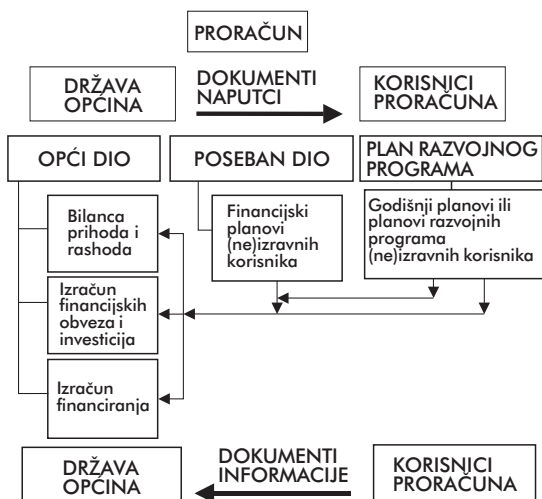 PRORAČUN
DRŽAVA
OPĆINA
DOKUMENTI
NAPUTCI
KORISNICI
PRORAČUNA
OPĆI DIO
POSEBAN DIO
PLAN RAZVOJNOG
PROGRAMA
Bilanca
prihoda i
rashoda
Financijski
planovi
(ne)izravnih
korisnika
Godišnji planovi ili
planovi razvojnih
programa
(ne)izravnih korisnika
Izračun
financijskih
obveza i
investicija
Izračun
financiranja
DRŽAVA
OPĆINA
DOKUMENTI
INFORMACIJE
KORISNICI
PRORAČUNA